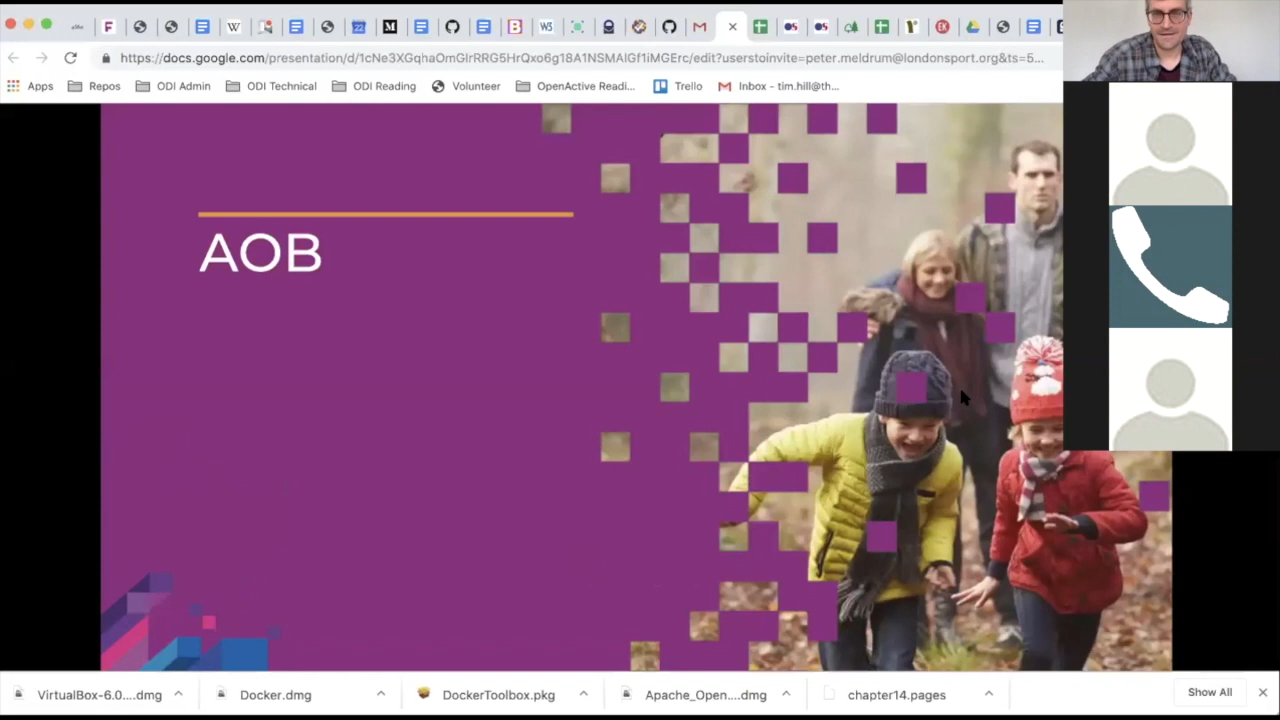 https://docs.google.com/presentation/d/1cNe3XGqhaOmGlrRRG5HrQxo6g18A1NSMAlGf1iMGErc/edit?userstoinvite=peter.meldrum@londonsport.org&ts=5...
Apps Repos ODI Admin ODI Technical ODI Reading Volunteer OpenActive Readi... Trello Inbox - tim.hill@th...
AOB
VirtualBox-6.0....dmg Docker.dmg DockerToolbox.pkg Apache_Open....dmg chapter14.pages Show All